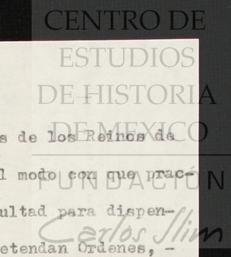 CENTRO DE
ESTUDIOS
DE HISTORIA
DE MEXICO
FUNDACIÓN
Carlos Slim
s de los Reinos de
l modo con que prac-
ultad para dispen-
etendan Ordenes, -